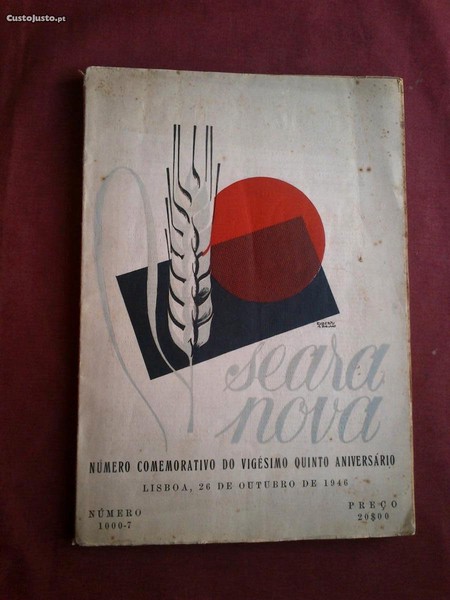 CustoJusto.pt
seara
nova
NÚMERO COMEMORATIVO DO VIGÉSIMO QUINTO ANIVERSÁRIO
LISBOA, 26 DE OUTUBRO DE 1946
NÚMERO
1000-7
PREÇO
20$00